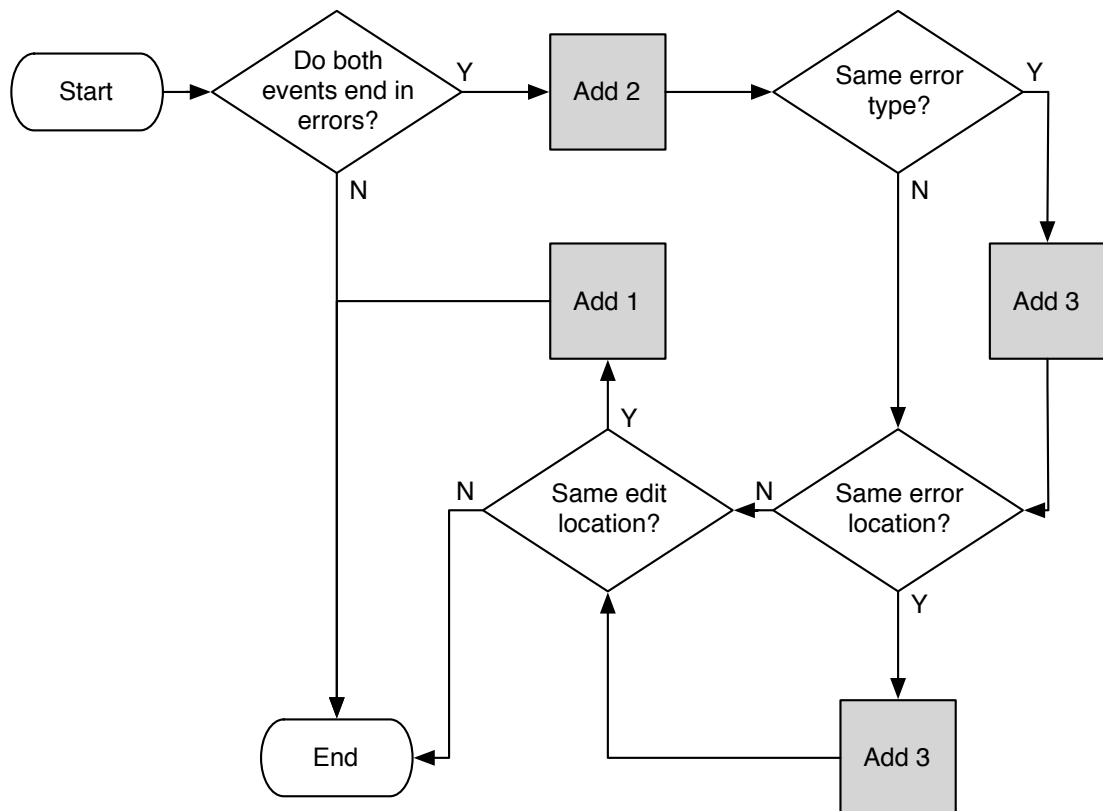 Start
Do both
events end in
errors?
Y
N
Add 2
Same error
type?
Y
N
Add 3
Add 1
Y
Same edit
location?
N
N
Same error
location?
Y
Add 3
End